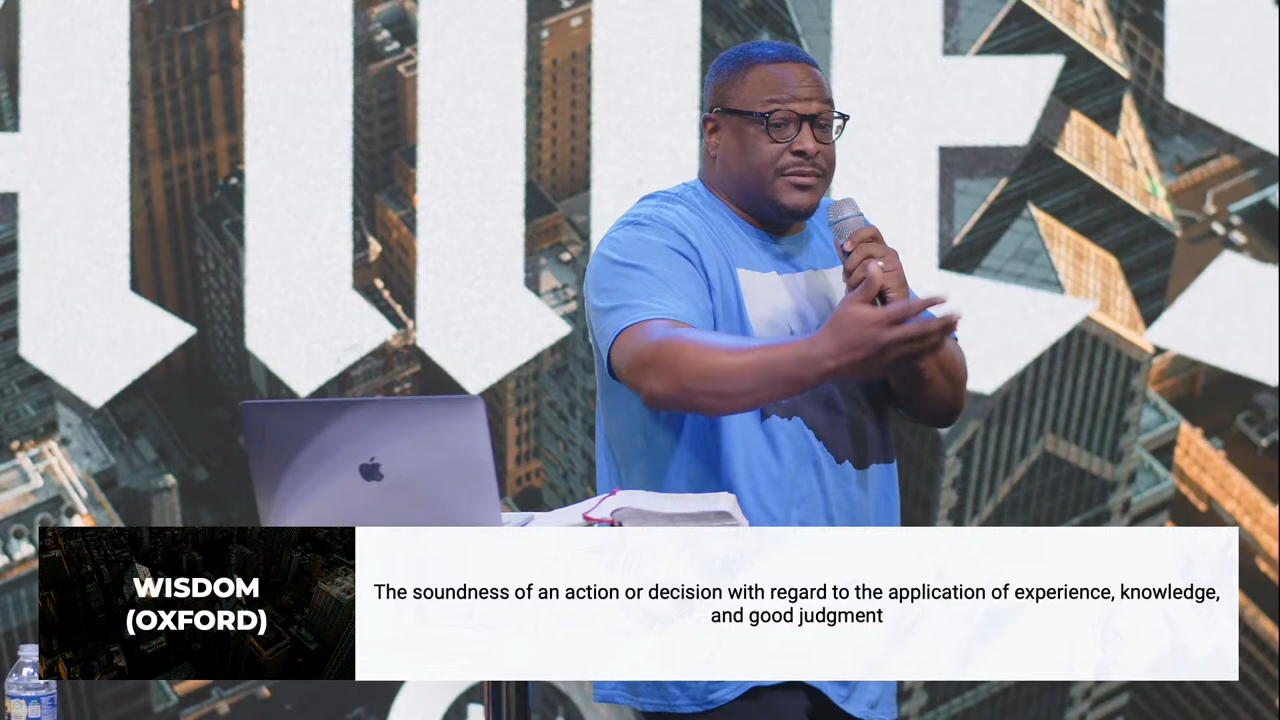 WISDOM
(OXFORD)
The soundness of an action or decision with regard to the application of experience, knowledge,
and good judgment